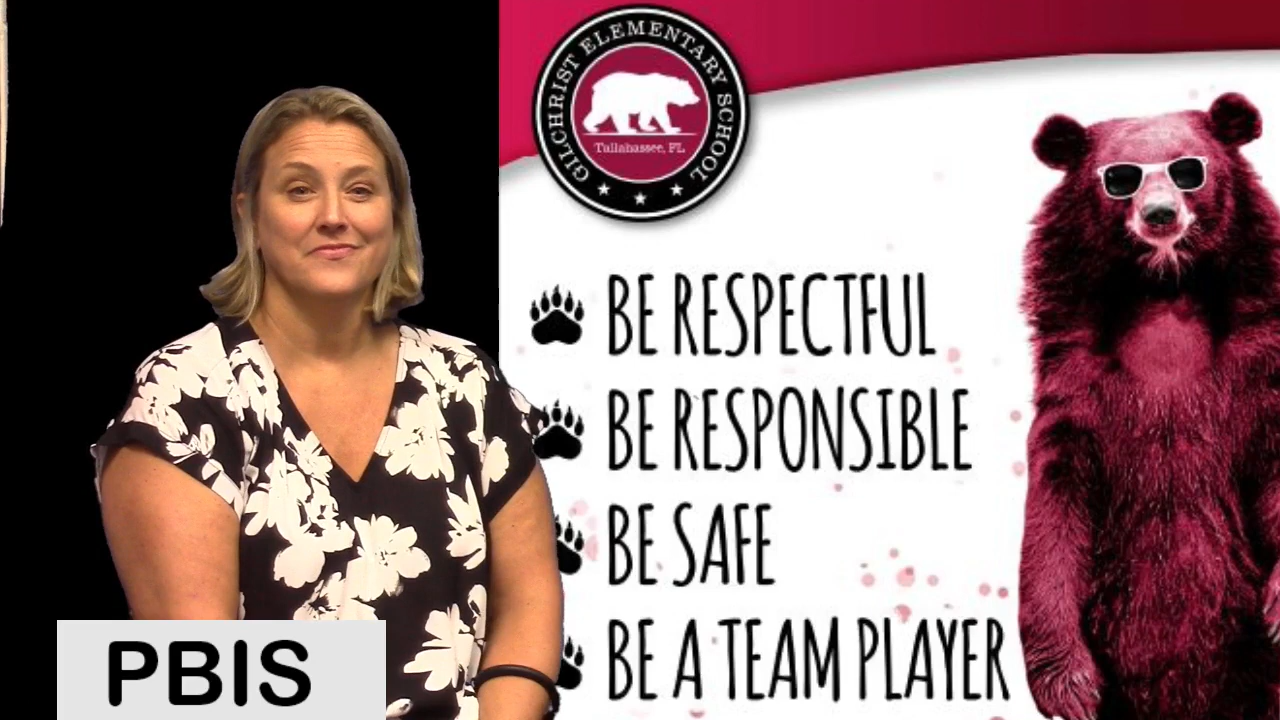 GILCHRIST ELEMENTARY SCHOOL
Tallahassee, FL
BE RESPECTFUL
BE RESPONSIBLE
BE SAFE
BE A TEAM PLAYER
PBIS